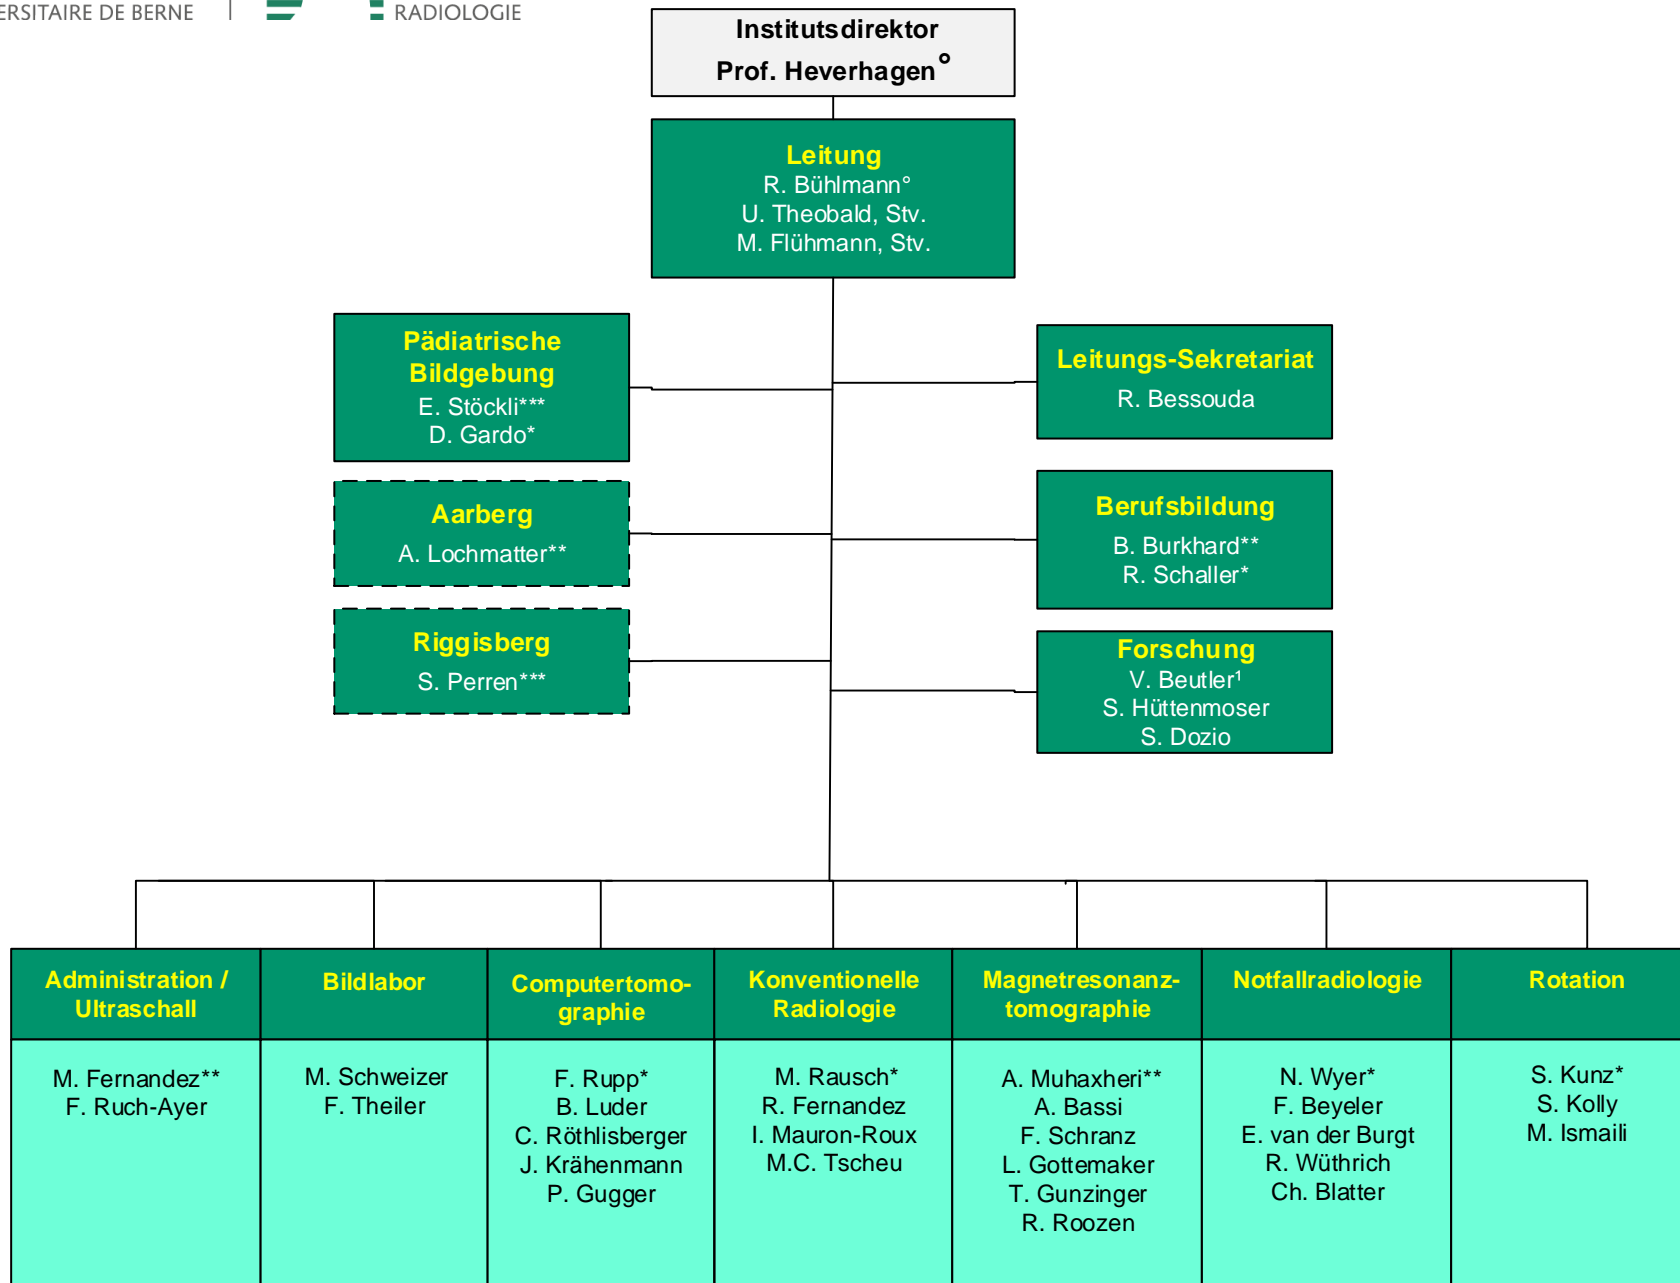 ERSITAIRE DE BERNE
RADIOLOGIE
Institutsdirektor
Prof. Heverhagen°
Leitung
R. Bühlmann°
U. Theobald, Stv.
M. Flühmann, Stv.
Pädiatrische
Bildgebung
E. Stöckli***
D. Gardo*
Leitungs-Sekretariat
R. Bessouda
Aarberg
A. Lochmatter**
Berufsbildung
B. Burkhard**
R. Schaller*
Riggisberg
S. Perren***
Forschung
V. Beutler¹
S. Hüttenmoser
S. Dozio
Administration /
Ultraschall
M. Fernandez**
F. Ruch-Ayer
Bildlabor
M. Schweizer
F. Theiler
Computertomo-
graphie
F. Rupp*
B. Luder
C. Röthlisberger
J. Krähenmann
P. Gugger
Konventionelle
Radiologie
M. Rausch*
R. Fernandez
I. Mauron-Roux
M.C. Tscheu
Magnetresonanz-
tomographie
A. Muhaxheri**
A. Bassi
F. Schranz
L. Gottemaker
T. Gunzinger
R. Roozen
Notfallradiologie
N. Wyer*
F. Beyeler
E. van der Burgt
R. Wüthrich
Ch. Blatter
Rotation
S. Kunz*
S. Kolly
M. Ismaili